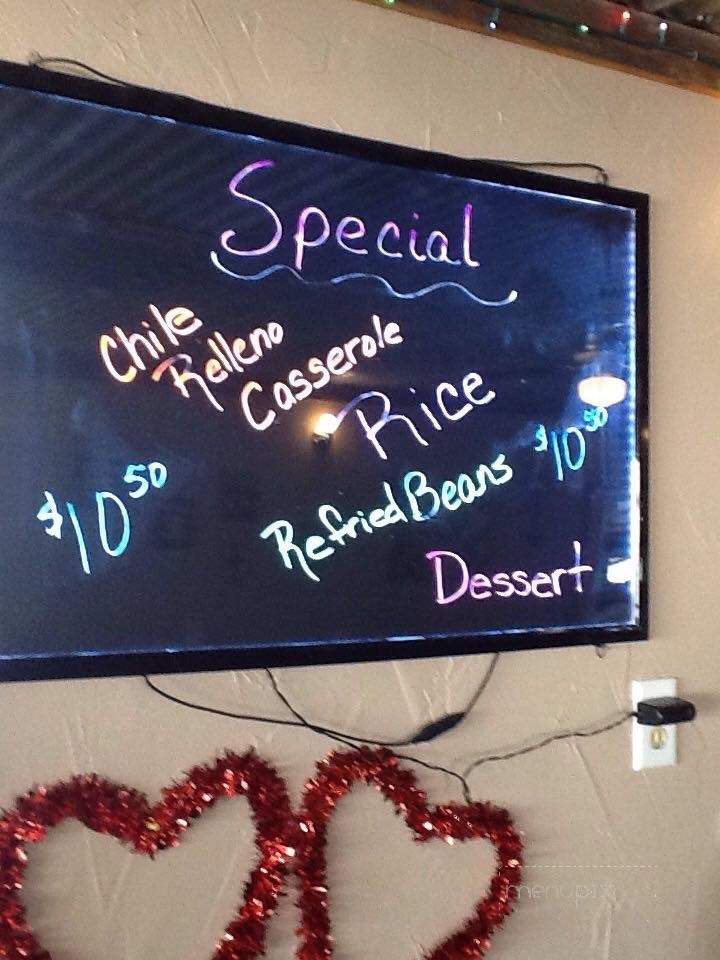 Special
Chile
Relleno
Casserole
Rice
$10.50
Refried Beans $10.50
Dessert